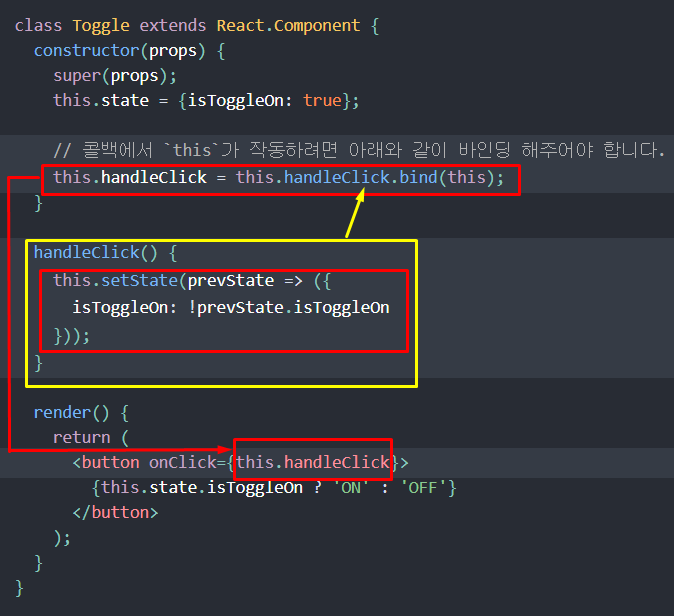 class Toggle extends React.Component {
constructor(props) {
super(props);
this.state = {isToggleOn: true};
// 콜백에서 `this`가 작동하려면 아래와 같이 바인딩 해주어야 합니다.
this.handleClick = this.handleClick.bind(this);
}
handleClick() {
this.setState(prevState => ({
isToggleOn: !prevState.isToggleOn
}));
}
render() {
return (
<button onClick={this.handleClick}>
{this.state.isToggleOn ? 'ON' : 'OFF'}
</button>
);
}
}